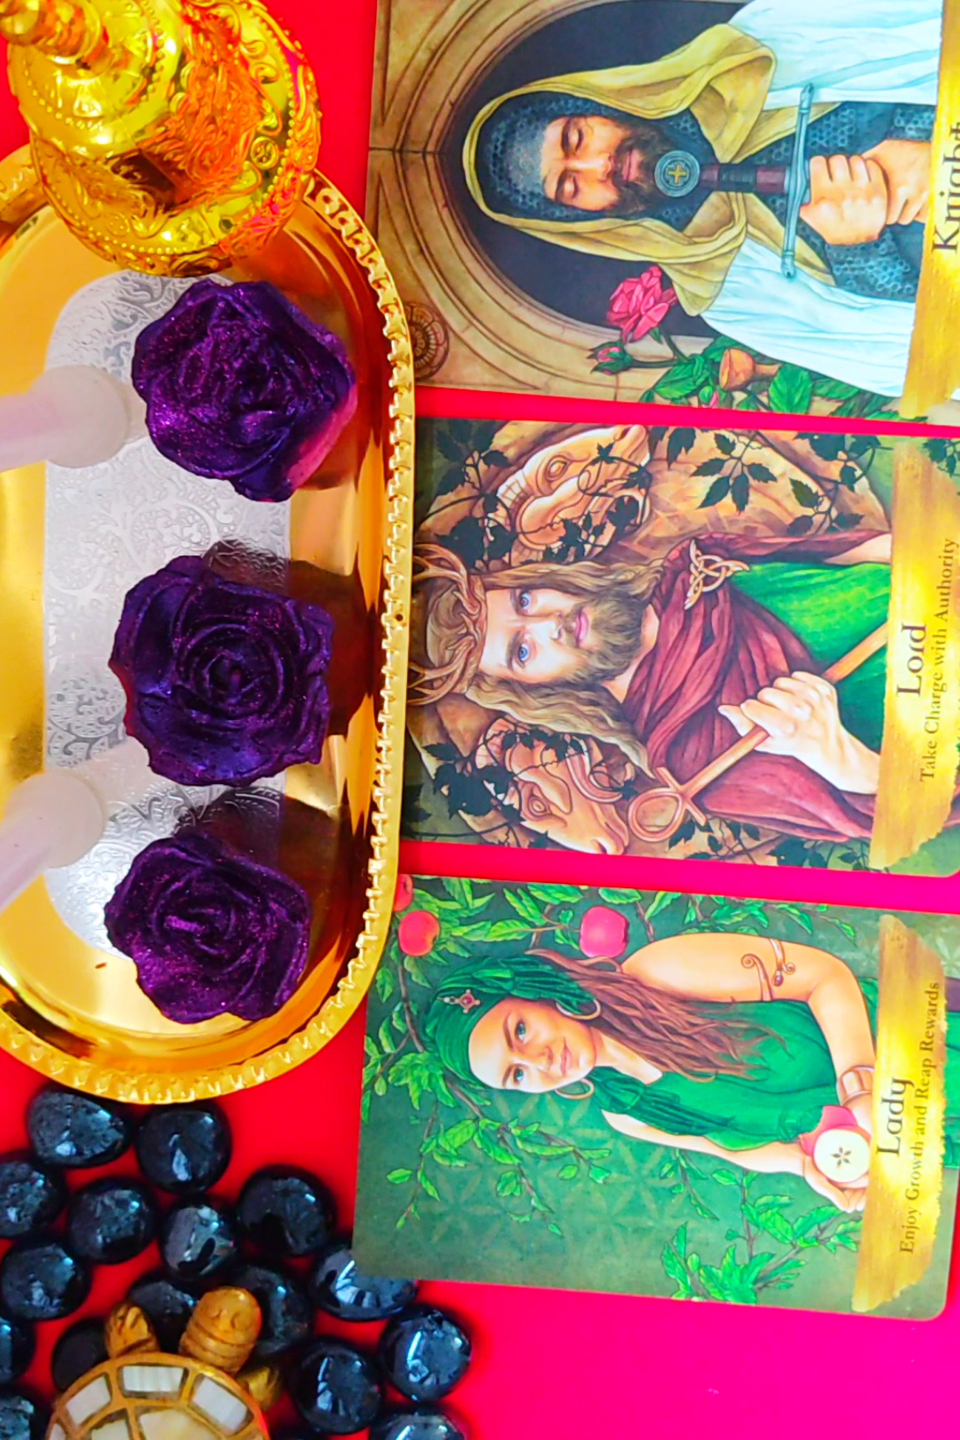 Knight
Lord
Take Charge with Authority
Lady
Enjoy Growth and Reap Rewards